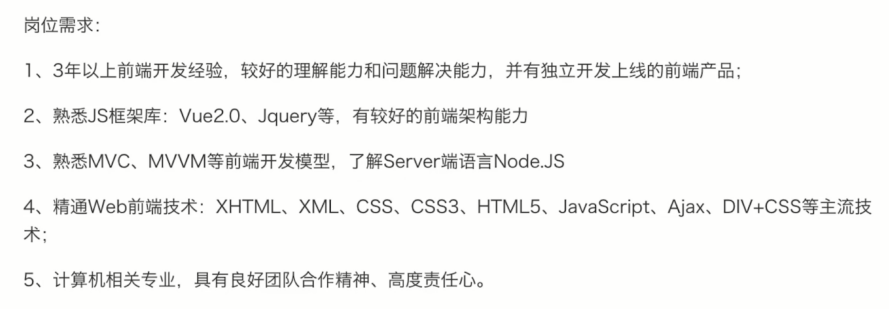 岗位需求：
1、3年以上前端开发经验，较好的理解能力和问题解决能力，并有独立开发上线的前端产品；
2、熟悉JS框架库：Vue2.0、Jquery等，有较好的前端架构能力
3、熟悉MVC、MVVM等前端开发模型，了解Server端语言Node.JS
4、精通Web前端技术：XHTML、XML、CSS、CSS3、HTML5、JavaScript、Ajax、DIV+CSS等主流技
术；
5、计算机相关专业，具有良好团队合作精神、高度责任心。